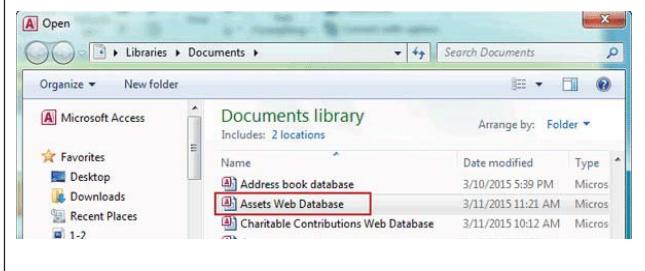 Open
Libraries Documents
Search Documents
Organize New folder
Microsoft Access
Documents library
Includes: 2 locations
Arrange by: Folder
Favorites
Desktop
Downloads
Recent Places
1-2
Name Date modified Type
Address book database 3/10/2015 5:39 PM Micros
Assets Web Database 3/11/2015 11:21 AM Micros
Charitable Contributions Web Database 3/11/2015 10:12 AM Micros